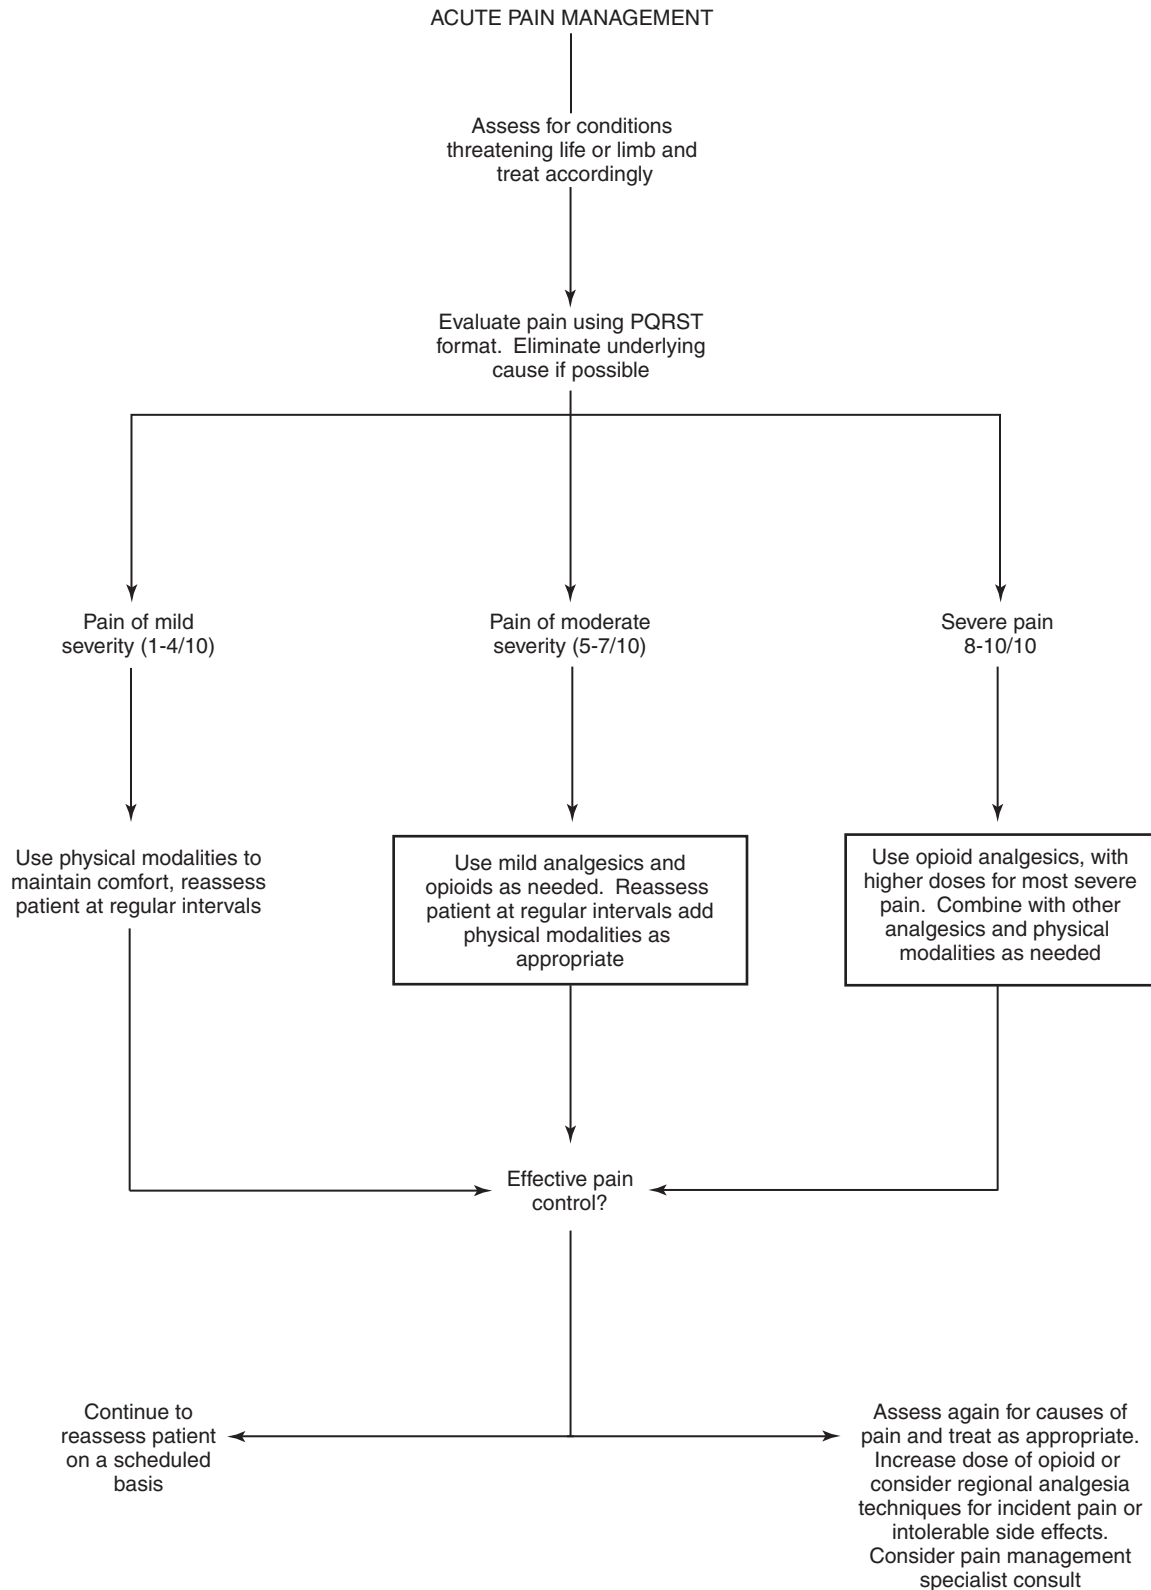 ACUTE PAIN MANAGEMENT
Assess for conditions
threatening life or limb and
treat accordingly
Evaluate pain using PQRST
format. Eliminate underlying
cause if possible
Pain of mild
severity (1-4/10)
Pain of moderate
severity (5-7/10)
Severe pain
8-10/10
Use physical modalities to
maintain comfort, reassess
patient at regular intervals
Use mild analgesics and
opioids as needed. Reassess
patient at regular intervals add
physical modalities as
appropriate
Use opioid analgesics, with
higher doses for most severe
pain. Combine with other
analgesics and physical
modalities as needed
Effective pain
control?
Continue to
reassess patient
on a scheduled
basis
Assess again for causes of
pain and treat as appropriate.
Increase dose of opioid or
consider regional analgesia
techniques for incident pain or
intolerable side effects.
Consider pain management
specialist consult